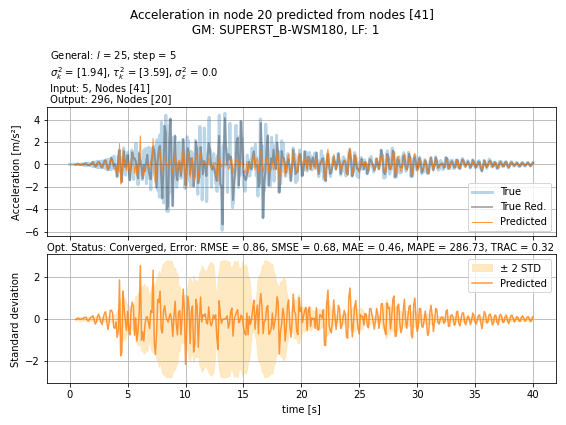 Acceleration in node 20 predicted from nodes [41]
GM: SUPERST_B-WSM180, LF: 1
General: l = 25, step = 5
σ²ₖ = [1.94], τ²ₖ = [3.59], σ²ε = 0.0
Input: 5, Nodes [41]
Output: 296, Nodes [20]
Acceleration [m/s²]
4
2
0
−2
−4
−6
True
True Red.
Predicted
Opt. Status: Converged, Error: RMSE = 0.86, SMSE = 0.68, MAE = 0.46, MAPE = 286.73, TRAC = 0.32
Standard deviation
2
0
−2
± 2 STD
Predicted
0 5 10 15 20 25 30 35 40
time [s]